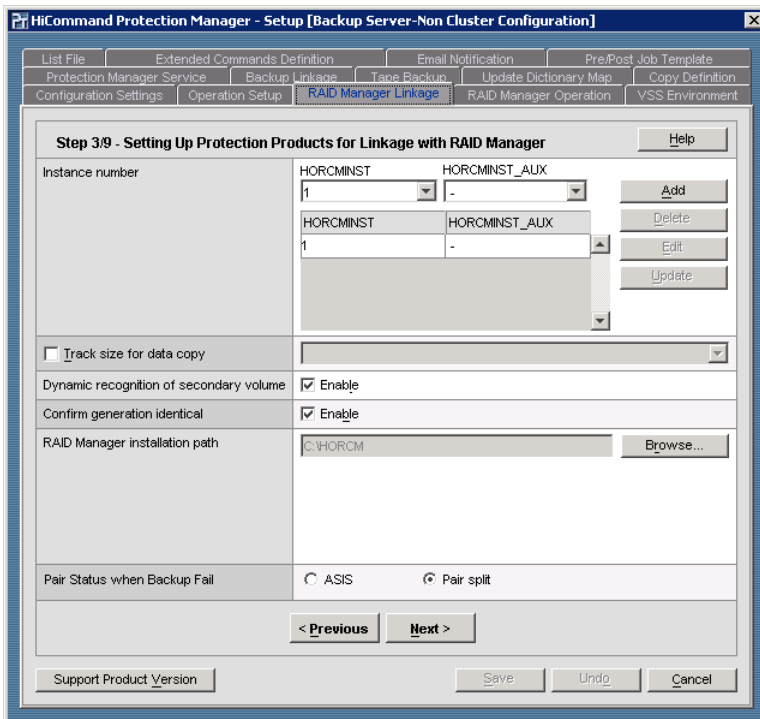 HiCommand Protection Manager - Setup [Backup Server-Non Cluster Configuration]
List File Extended Commands Definition Email Notification Pre/Post Job Template
Protection Manager Service Backup Linkage Tape Backup Update Dictionary Map Copy Definition
Configuration Settings Operation Setup RAID Manager Linkage RAID Manager Operation VSS Environment
Step 3/9 - Setting Up Protection Products for Linkage with RAID Manager
Help
Instance number
HORCMINST HORCMINST_AUX
1 -
Add
HORCMINST HORCMINST_AUX
1 -
Delete
Edit
Update
Track size for data copy
Dynamic recognition of secondary volume Enable
Confirm generation identical Enable
RAID Manager installation path C:\HORCM Browse...
Pair Status when Backup Fail ASIS Pair split
< Previous Next >
Support Product Version Save Undo Cancel